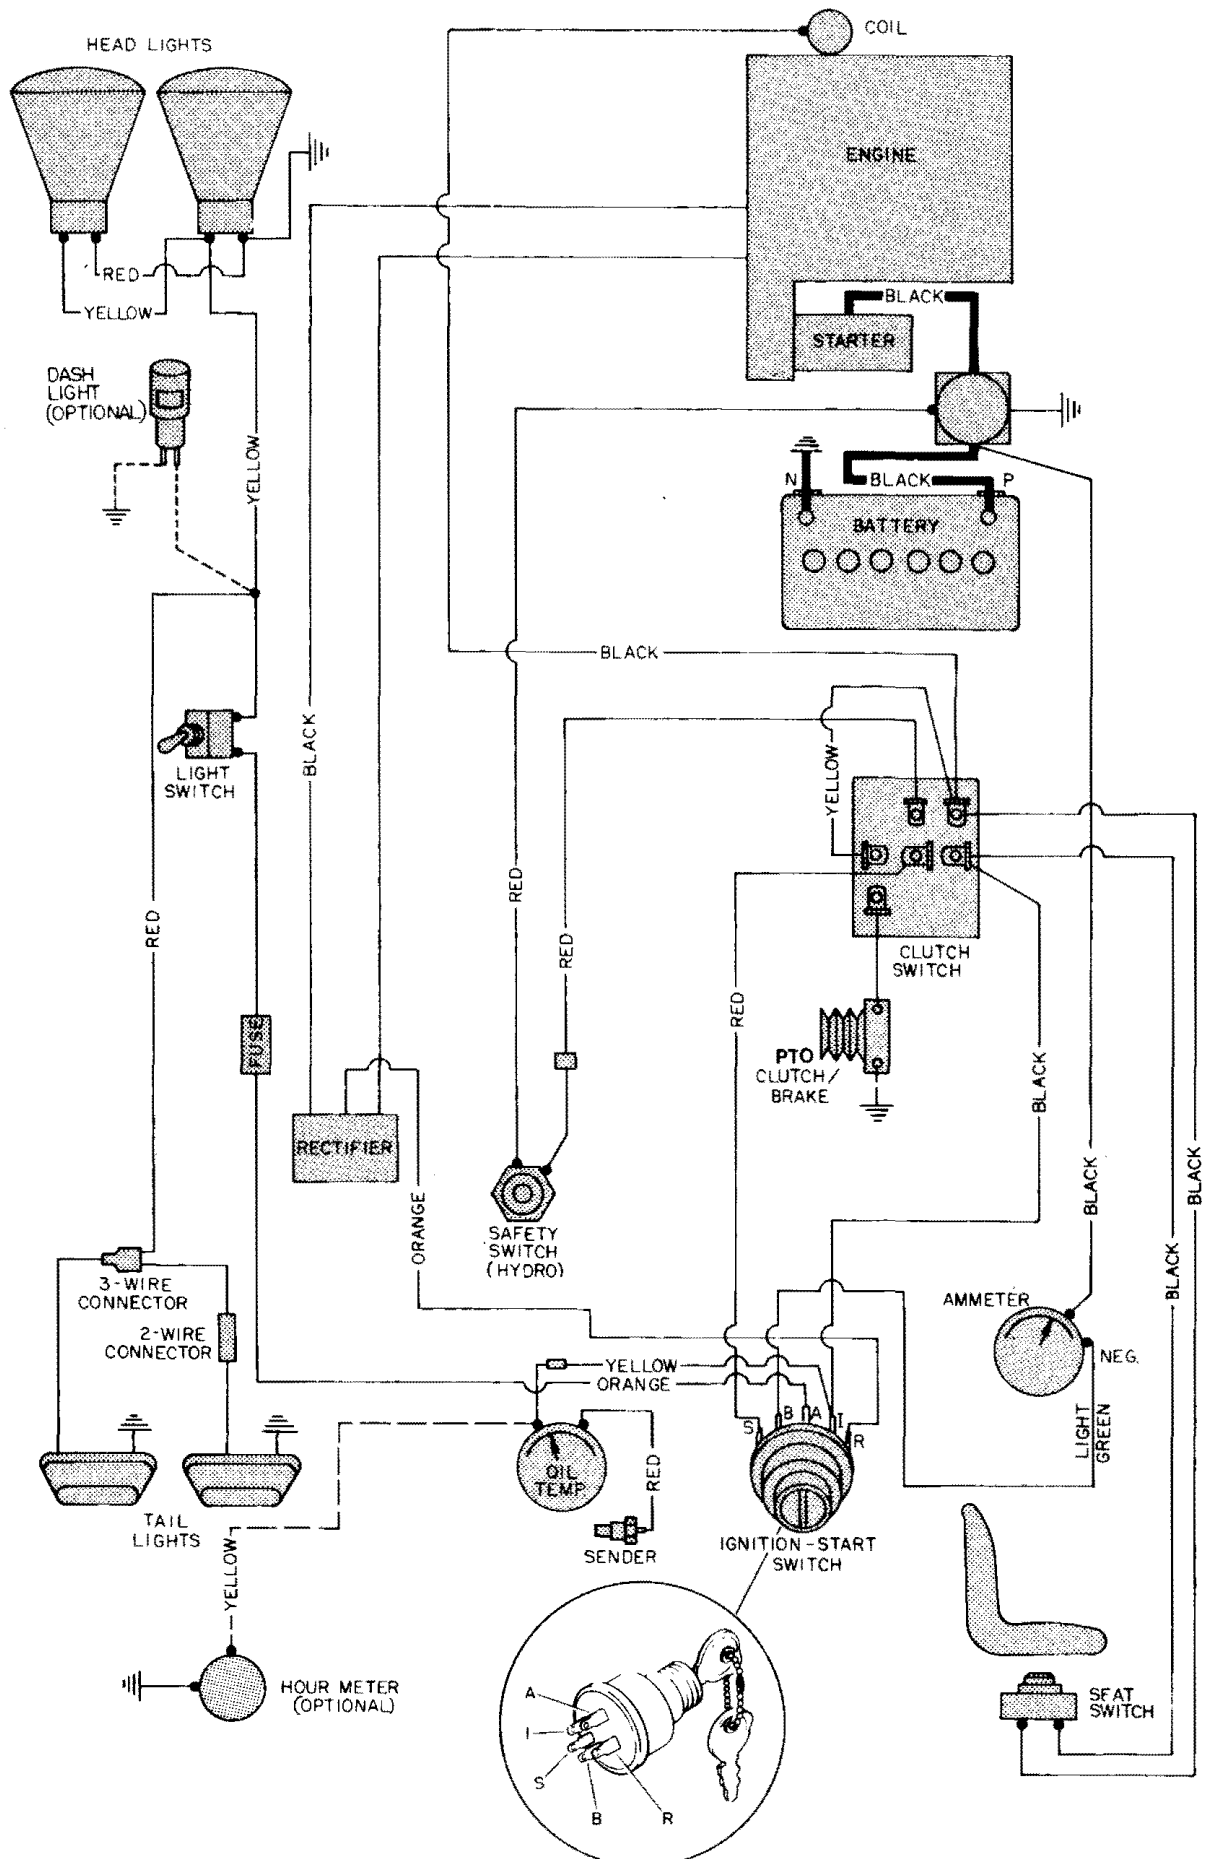 HEAD LIGHTS
COIL
ENGINE
RED
YELLOW
BLACK
STARTER
DASH
LIGHT
(OPTIONAL)
YELLOW
N
BLACK
P
BATTERY
BLACK
LIGHT
SWITCH
BLACK
YELLOW
RED
RED
RED
CLUTCH
SWITCH
RED
FUSE
PTO
CLUTCH/
BRAKE
BLACK
RECTIFIER
ORANGE
SAFETY
SWITCH
(HYDRO)
BLACK
BLACK
BLACK
3-WIRE
CONNECTOR
2-WIRE
CONNECTOR
AMMETER
NEG.
YELLOW
ORANGE
S
B
A
I
R
LIGHT
GREEN
OIL
TEMP
RED
TAIL
LIGHTS
SENDER
IGNITION-START
SWITCH
YELLOW
HOUR METER
(OPTIONAL)
A
I
S
B
R
SEAT
SWITCH